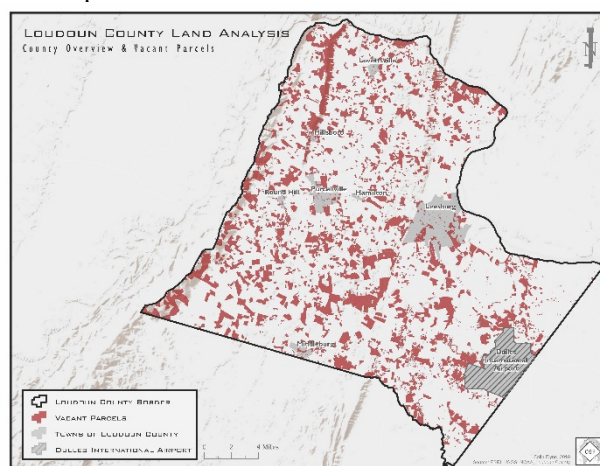 LOUDOUN COUNTY LAND ANALYSIS
County Overview & Vacant Parcels
N
Lovettsville
Hillsboro
Round Hill
Purcellville
Hamilton
Leesburg
Middleburg
Dulles
International
Airport
LOUDOUN COUNTY BORDER
VACANT PARCELS
TOWNS OF LOUDOUN COUNTY
DULLES INTERNATIONAL AIRPORT
0 2 4 Miles